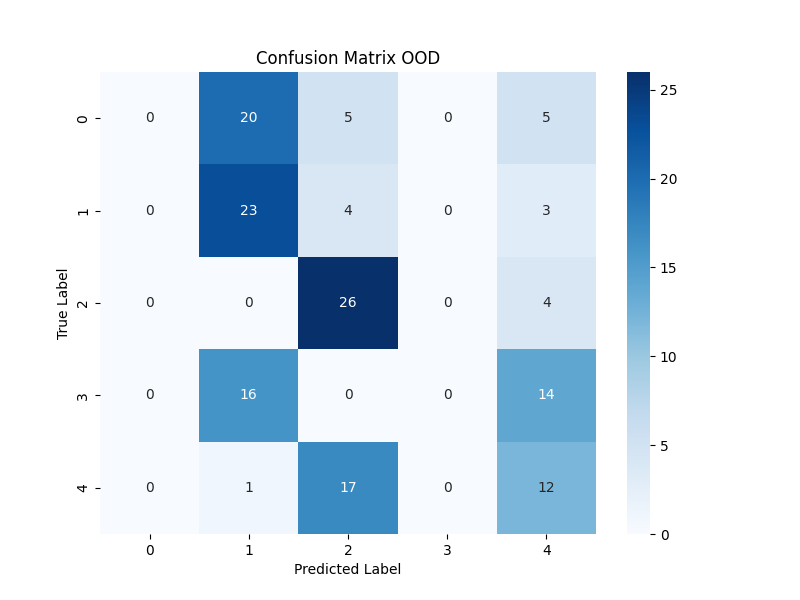 Confusion Matrix OOD
0 0 20 5 0 5
1 0 23 4 0 3
2 0 0 26 0 4
3 0 16 0 0 14
4 0 1 17 0 12
0 1 2 3 4
Predicted Label
True Label
25
20
15
10
5
0